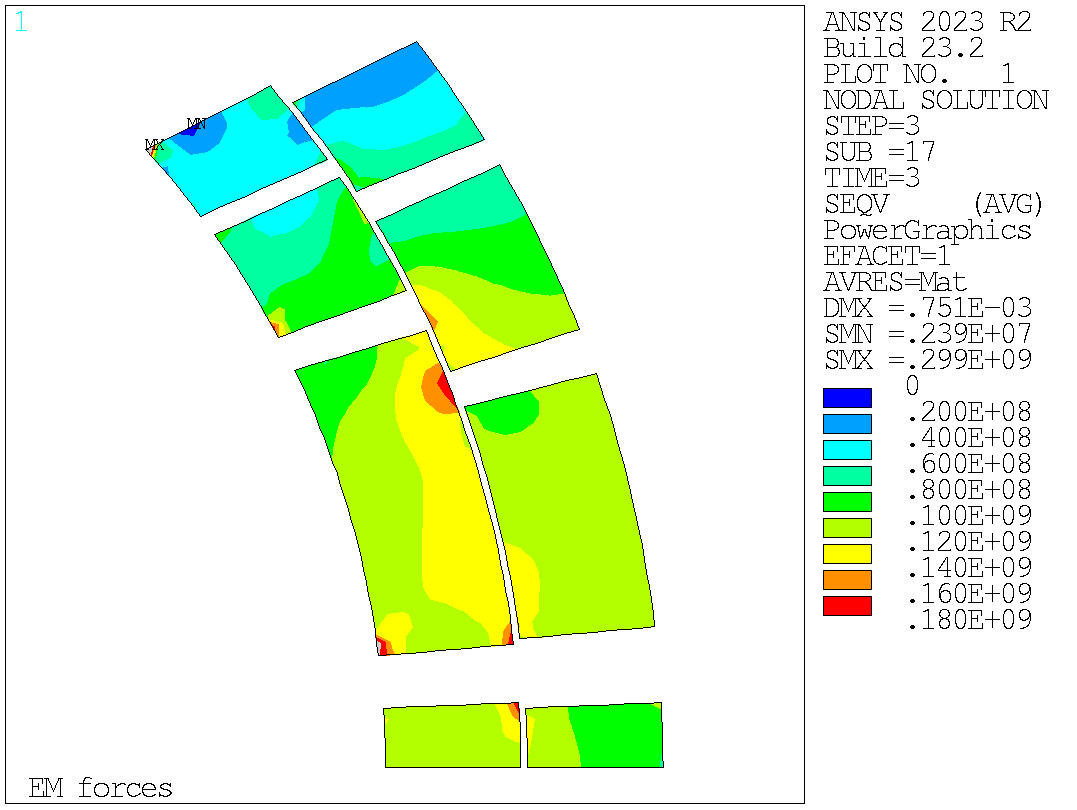 1
ANSYS 2023 R2
Build 23.2
PLOT NO.   1
NODAL SOLUTION
STEP=3
SUB =17
TIME=3
SEQV     (AVG)
PowerGraphics
EFACET=1
AVRES=Mat
DMX =.751E-03
SMN =.239E+07
SMX =.299E+09
0
.200E+08
.400E+08
.600E+08
.800E+08
.100E+09
.120E+09
.140E+09
.160E+09
.180E+09
MN
MX
EM forces